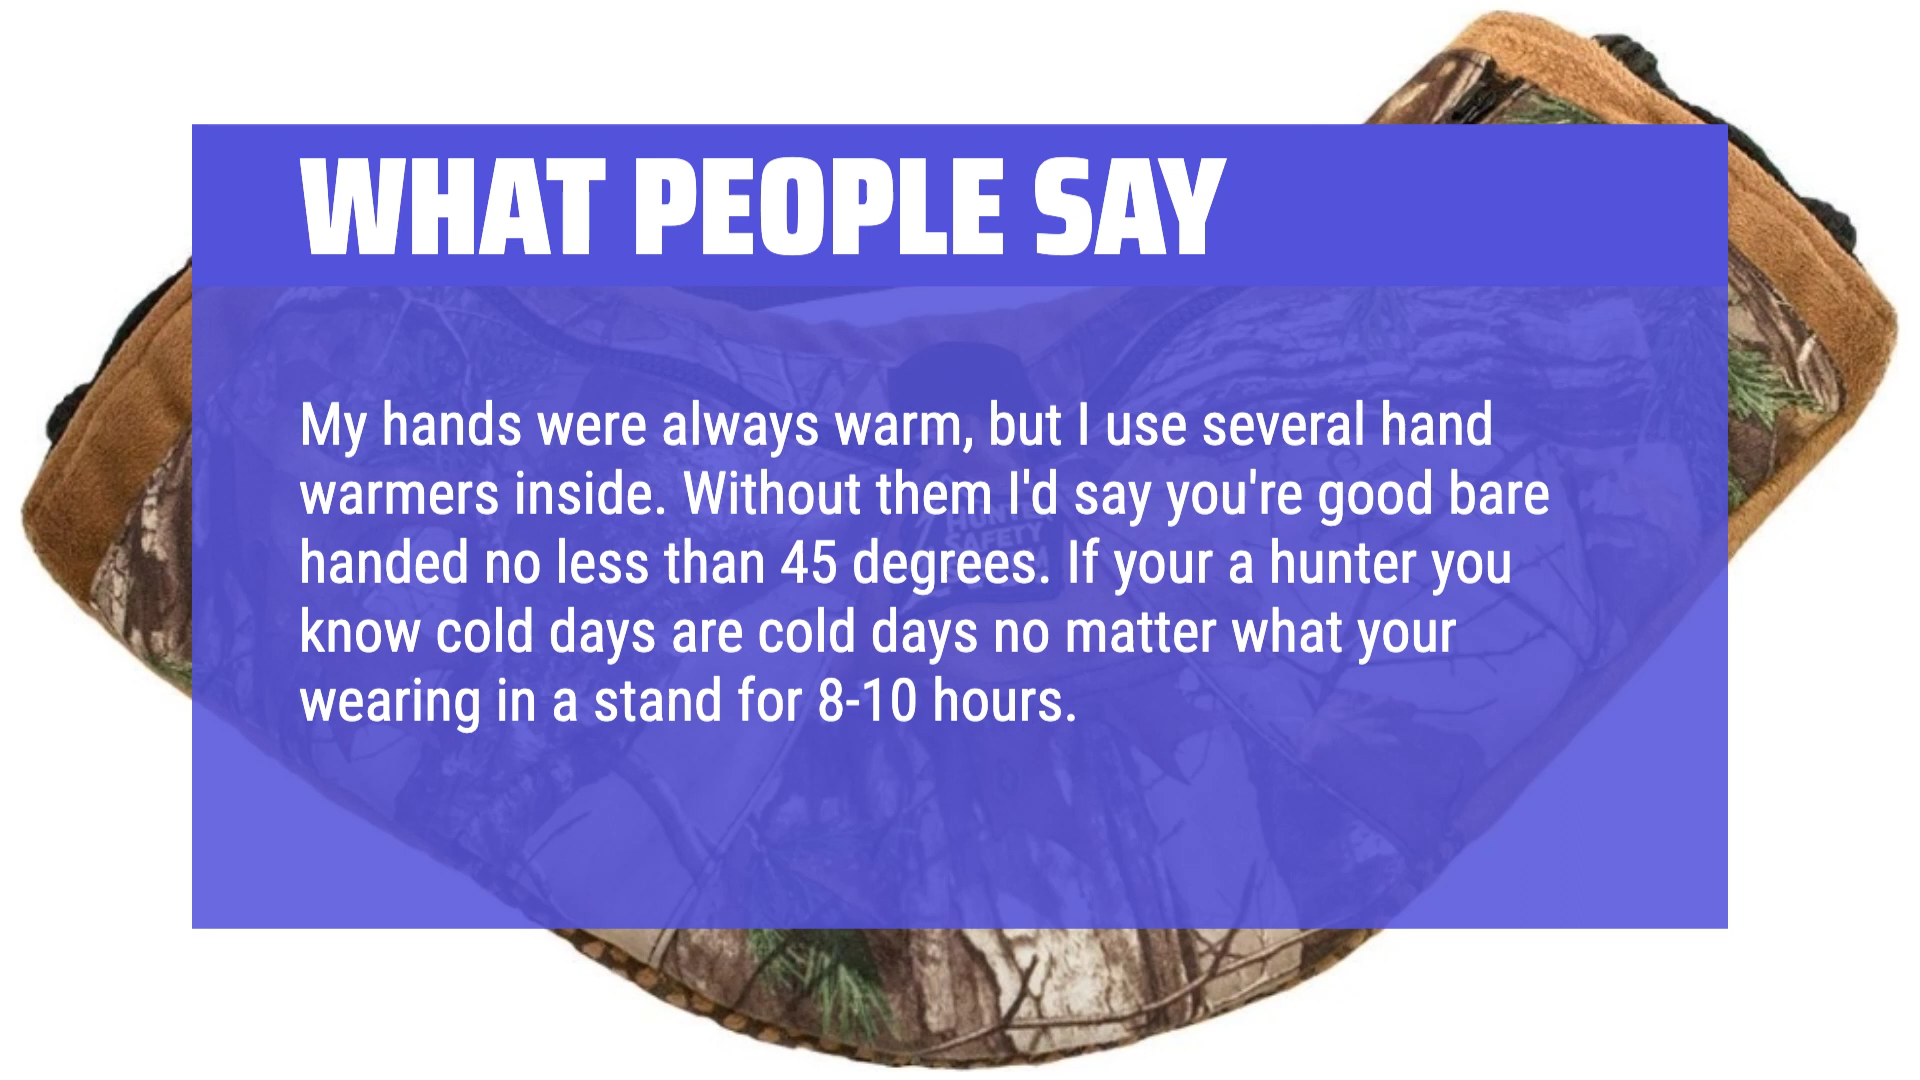 WHAT PEOPLE SAY
My hands were always warm, but I use several hand
warmers inside. Without them I'd say you're good bare
handed no less than 45 degrees. If your a hunter you
know cold days are cold days no matter what your
wearing in a stand for 8-10 hours.
HUNTER
SAFETY